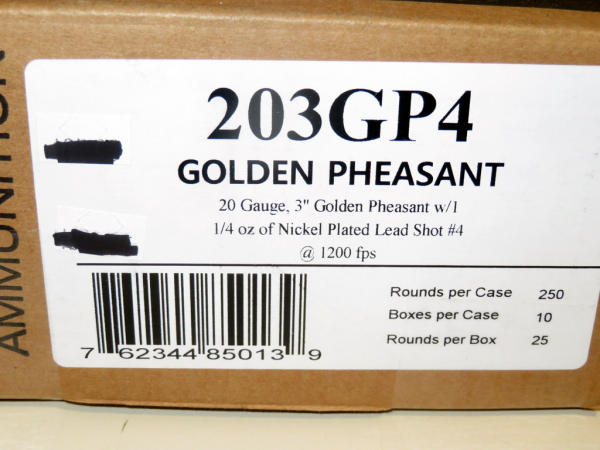 AMMUNITION
203GP4
GOLDEN PHEASANT
20 Gauge, 3" Golden Pheasant w/1
1/4 oz of Nickel Plated Lead Shot #4
@ 1200 fps
Rounds per Case 250
Boxes per Case 10
Rounds per Box 25
7 62344 85013 9